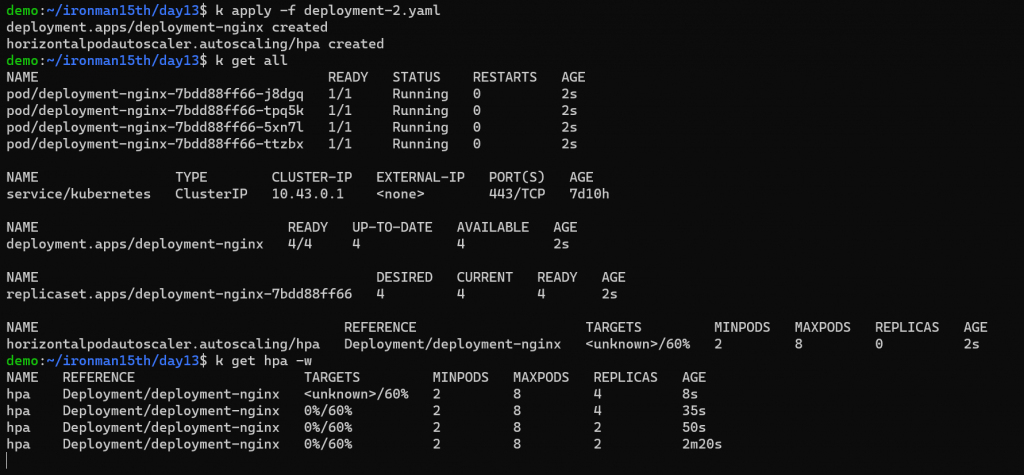 demo:~/ironman15th/day13$ k apply -f deployment-2.yaml
deployment.apps/deployment-nginx created
horizontalpodautoscaler.autoscaling/hpa created
demo:~/ironman15th/day13$ k get all
NAME                                    READY   STATUS    RESTARTS   AGE
pod/deployment-nginx-7bdd88ff66-j8dgq   1/1     Running   0          2s
pod/deployment-nginx-7bdd88ff66-tpq5k   1/1     Running   0          2s
pod/deployment-nginx-7bdd88ff66-5xn7l   1/1     Running   0          2s
pod/deployment-nginx-7bdd88ff66-ttzbx   1/1     Running   0          2s
NAME                 TYPE        CLUSTER-IP   EXTERNAL-IP   PORT(S)   AGE
service/kubernetes   ClusterIP   10.43.0.1    <none>        443/TCP   7d10h
NAME                               READY   UP-TO-DATE   AVAILABLE   AGE
deployment.apps/deployment-nginx   4/4     4            4           2s
NAME                                          DESIRED   CURRENT   READY   AGE
replicaset.apps/deployment-nginx-7bdd88ff66   4         4         4       2s
NAME                                      REFERENCE                     TARGETS         MINPODS   MAXPODS   REPLICAS   AGE
horizontalpodautoscaler.autoscaling/hpa   Deployment/deployment-nginx   <unknown>/60%   2         8         0          2s
demo:~/ironman15th/day13$ k get hpa -w
NAME   REFERENCE                     TARGETS         MINPODS   MAXPODS   REPLICAS   AGE
hpa    Deployment/deployment-nginx   <unknown>/60%   2         8         4          8s
hpa    Deployment/deployment-nginx   0%/60%          2         8         4          35s
hpa    Deployment/deployment-nginx   0%/60%          2         8         2          50s
hpa    Deployment/deployment-nginx   0%/60%          2         8         2          2m20s